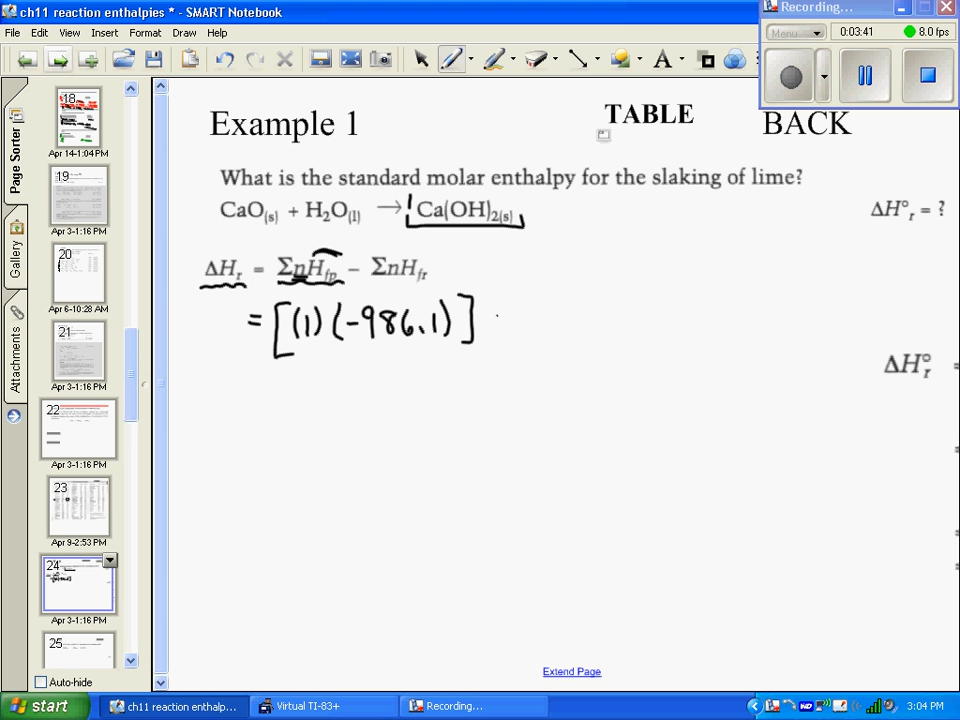 ch11 reaction enthalpies * - SMART Notebook
Recording...
File Edit View Insert Format Draw Help
Menu
0:03:41
8.0 fps
Page Sorter
Gallery
Attachments
18
Apr 14-1:04 PM
19
Apr 3-1:16 PM
20
Apr 6-10:28 AM
21
Apr 3-1:16 PM
22
Apr 3-1:16 PM
23
Apr 9-2:53 PM
24
Apr 3-1:16 PM
25
Auto-hide
Example 1
TABLE
BACK
What is the standard molar enthalpy for the slaking of lime?
CaO(s) + H2O(l) → 1 Ca(OH)2(s)
ΔH°r = ?
ΔHr = ΣnHfp − ΣnHfr
= [(1)(-986.1)]
ΔH°r =
Extend Page
start
ch11 reaction enthalp...
Virtual TI-83+
Recording...
3:04 PM